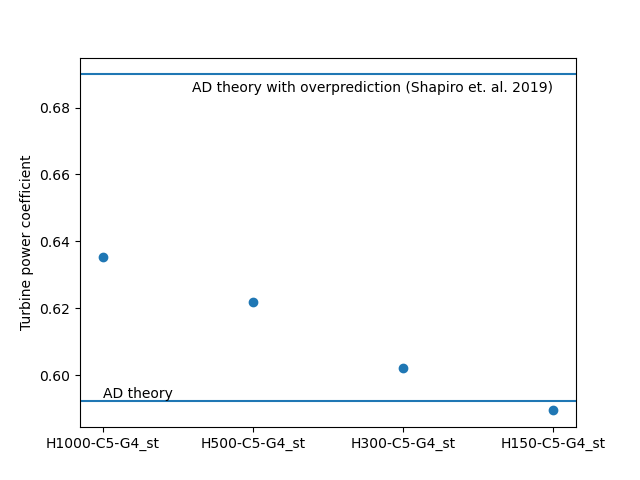 AD theory with overprediction (Shapiro et. al. 2019)
0.68
0.66
0.64
0.62
0.60
Turbine power coefficient
AD theory
H1000-C5-G4_st
H500-C5-G4_st
H300-C5-G4_st
H150-C5-G4_st